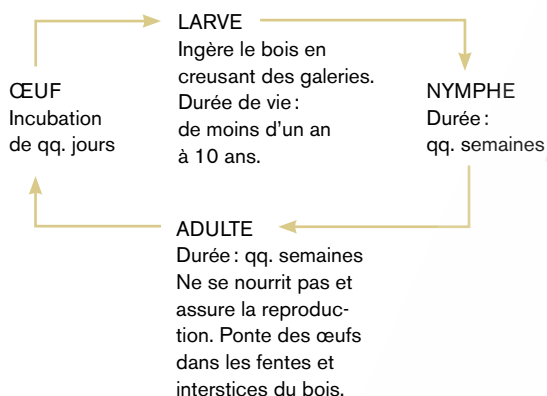 LARVE
Ingère le bois en
creusant des galeries.
Durée de vie :
de moins d'un an
à 10 ans.
ŒUF
Incubation
de qq. jours
NYMPHE
Durée :
qq. semaines
ADULTE
Durée : qq. semaines
Ne se nourrit pas et
assure la reproduc-
tion. Ponte des œufs
dans les fentes et
interstices du bois.